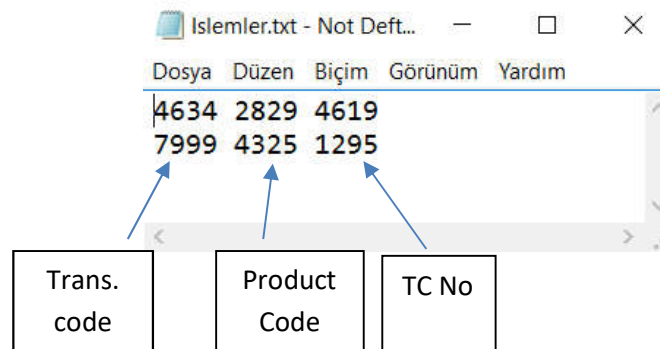 Islemler.txt - Not Deft...
Dosya Düzen Biçim Görünüm Yardım
4634 2829 4619
7999 4325 1295
Trans. code
Product Code
TC No